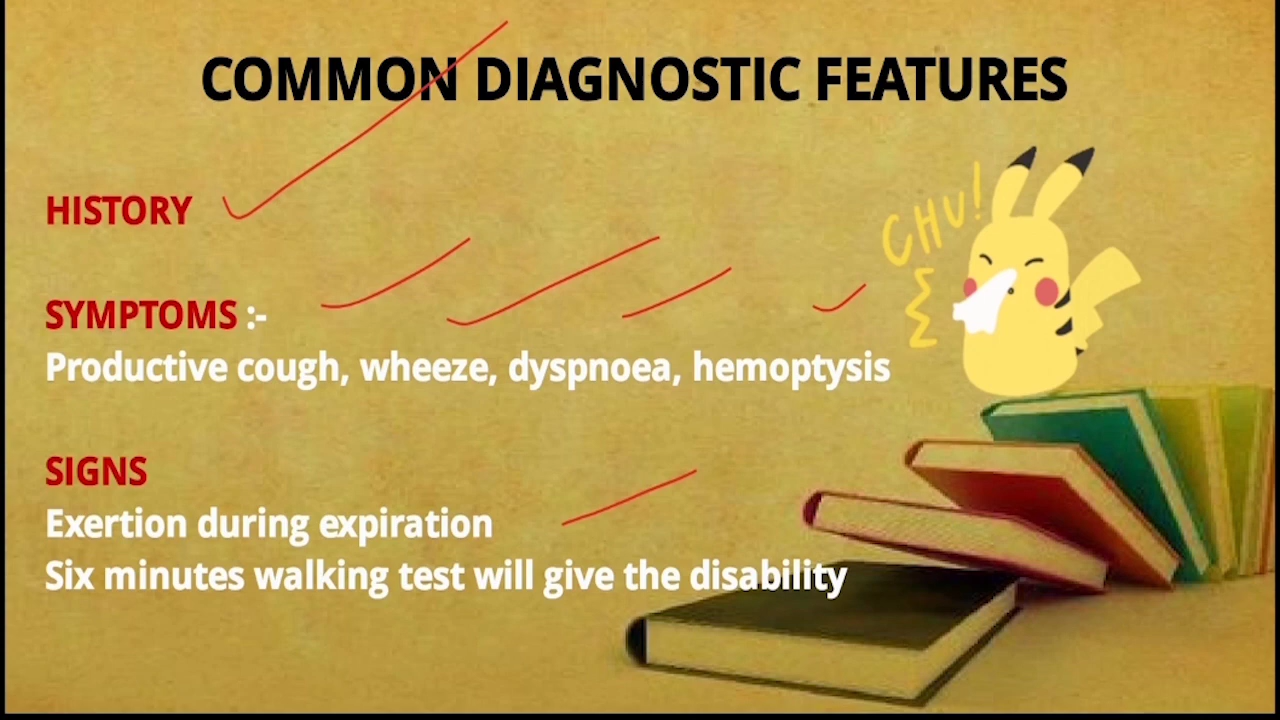 COMMON DIAGNOSTIC FEATURES
HISTORY
CHU!
SYMPTOMS :-
Productive cough, wheeze, dyspnoea, hemoptysis
SIGNS
Exertion during expiration
Six minutes walking test will give the disability